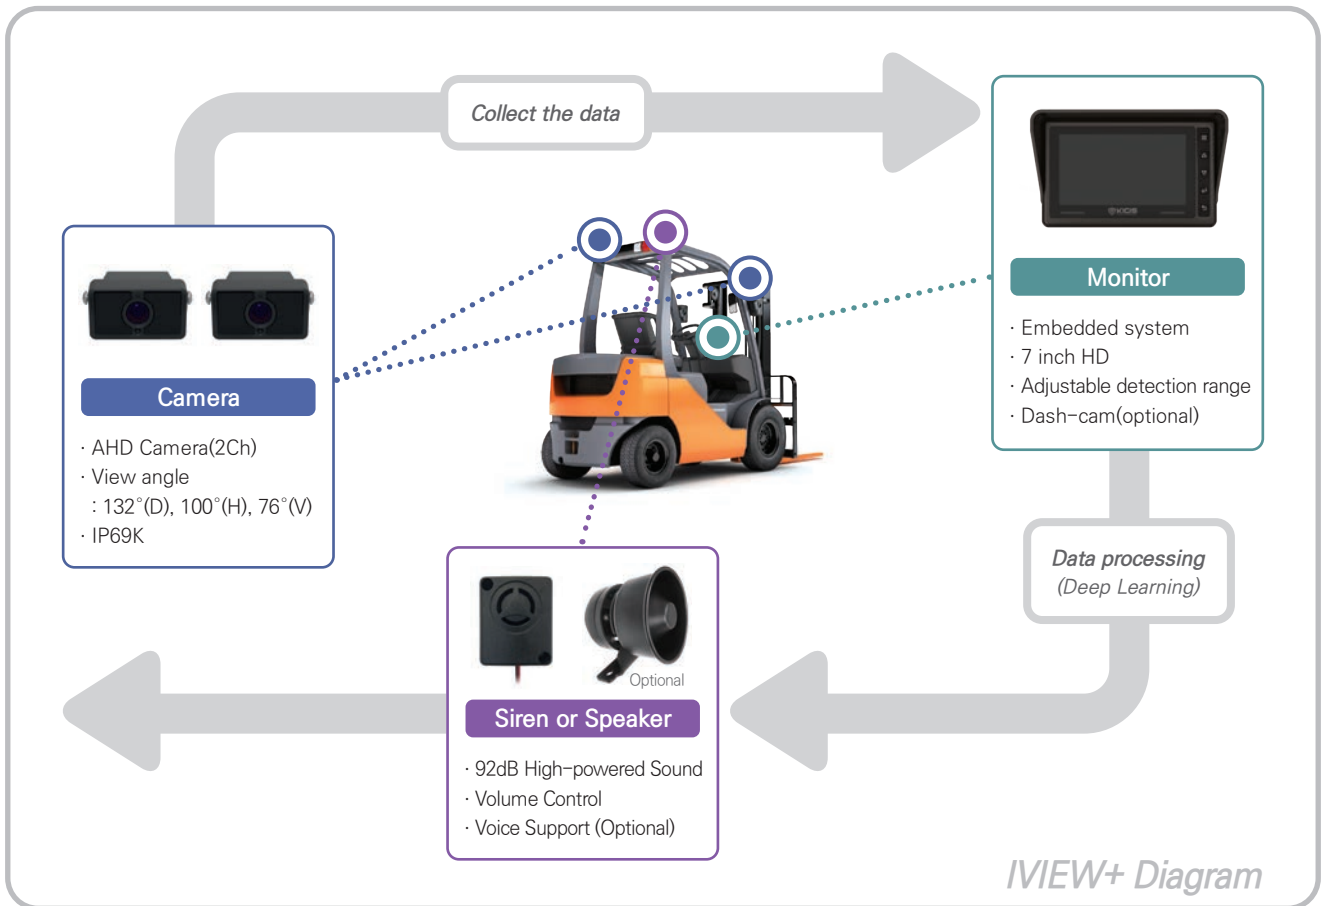 Collect the data
Camera
· AHD Camera(2Ch)
· View angle
: 132˚(D), 100˚(H), 76˚(V)
· IP69K
KIDS
Monitor
· Embedded system
· 7 inch HD
· Adjustable detection range
· Dash-cam(optional)
Data processing
(Deep Learning)
Optional
Siren or Speaker
· 92dB High-powered Sound
· Volume Control
· Voice Support (Optional)
IVIEW+ Diagram